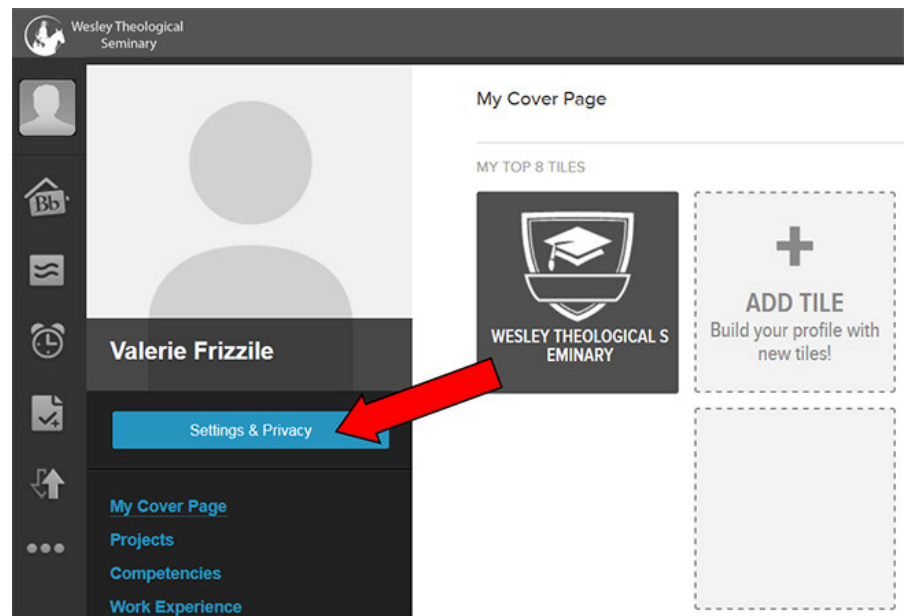 Wesley Theological
Seminary
Bb
Valerie Frizzile
Settings & Privacy
My Cover Page
Projects
Competencies
Work Experience
My Cover Page
MY TOP 8 TILES
WESLEY THEOLOGICAL S
EMINARY
ADD TILE
Build your profile with
new tiles!